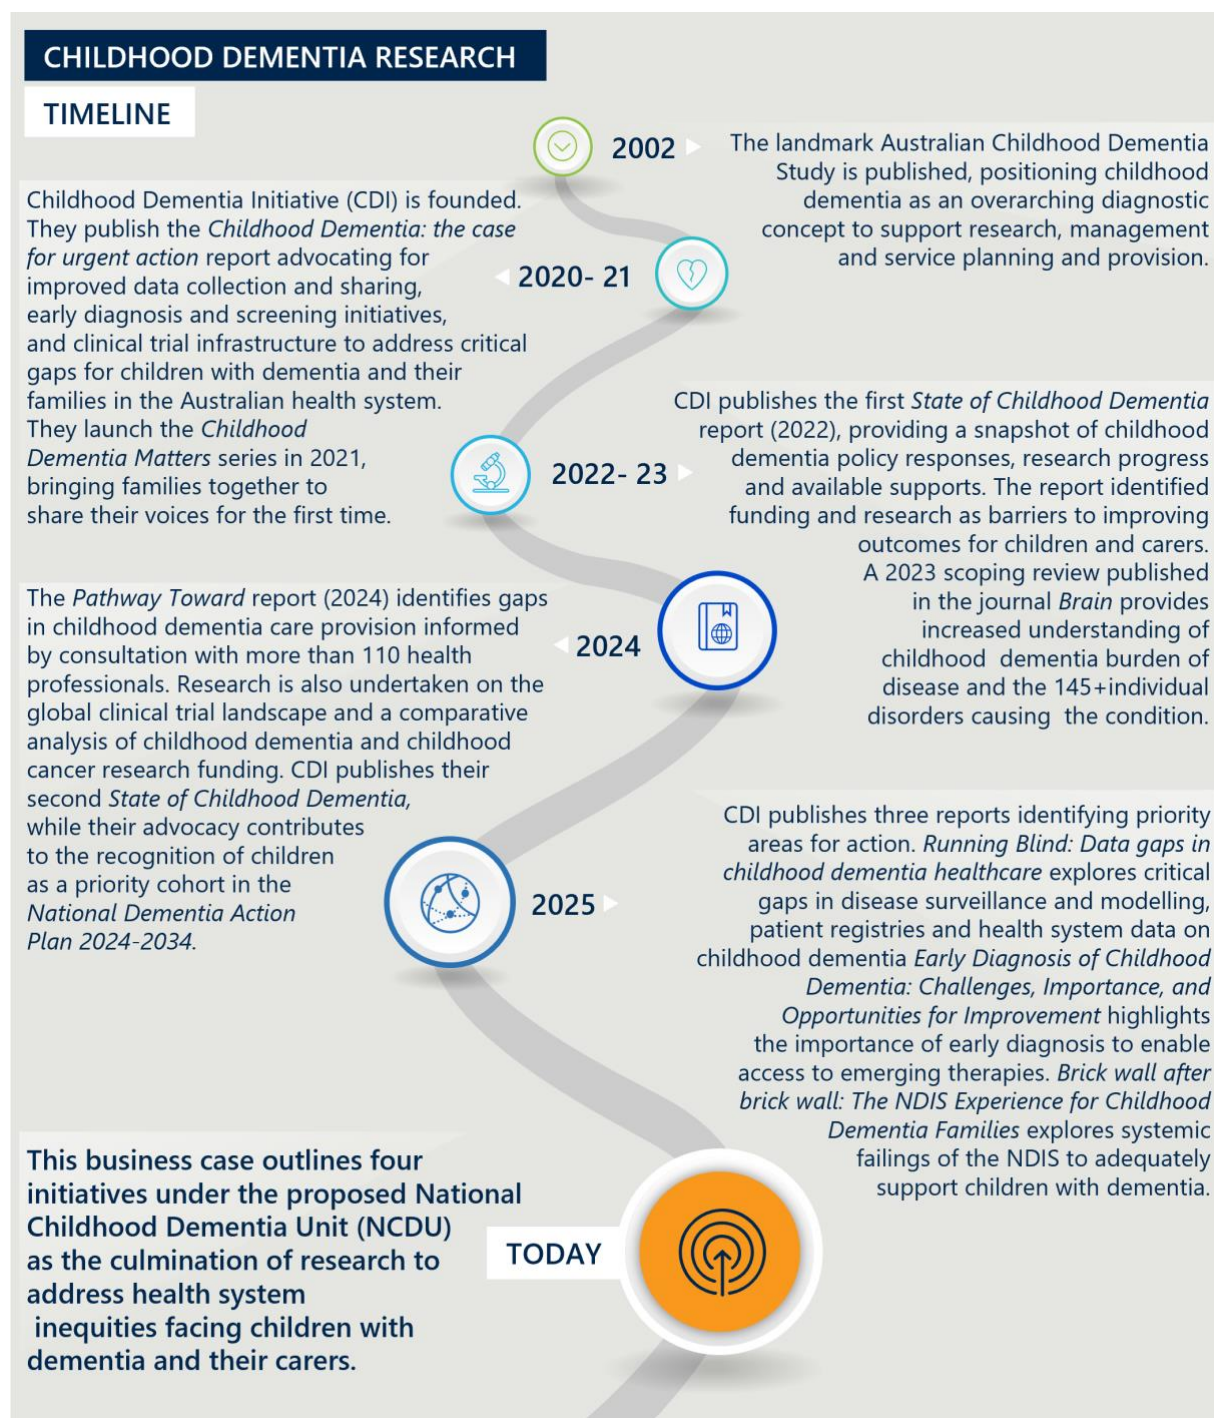 CHILDHOOD DEMENTIA RESEARCH
TIMELINE
2002
The landmark Australian Childhood Dementia
Study is published, positioning childhood
dementia as an overarching diagnostic
concept to support research, management
and service planning and provision.
2020- 21
Childhood Dementia Initiative (CDI) is founded.
They publish the Childhood Dementia: the case
for urgent action report advocating for
improved data collection and sharing,
early diagnosis and screening initiatives,
and clinical trial infrastructure to address critical
gaps for children with dementia and their
families in the Australian health system.
They launch the Childhood
Dementia Matters series in 2021,
bringing families together to
share their voices for the first time.
2022- 23
CDI publishes the first State of Childhood Dementia
report (2022), providing a snapshot of childhood
dementia policy responses, research progress
and available supports. The report identified
funding and research as barriers to improving
outcomes for children and carers.
A 2023 scoping review published
in the journal Brain provides
increased understanding of
childhood dementia burden of
disease and the 145+individual
disorders causing the condition.
2024
The Pathway Toward report (2024) identifies gaps
in childhood dementia care provision informed
by consultation with more than 110 health
professionals. Research is also undertaken on the
global clinical trial landscape and a comparative
analysis of childhood dementia and childhood
cancer research funding. CDI publishes their
second State of Childhood Dementia,
while their advocacy contributes
to the recognition of children
as a priority cohort in the
National Dementia Action
Plan 2024-2034.
2025
CDI publishes three reports identifying priority
areas for action. Running Blind: Data gaps in
childhood dementia healthcare explores critical
gaps in disease surveillance and modelling,
patient registries and health system data on
childhood dementia Early Diagnosis of Childhood
Dementia: Challenges, Importance, and
Opportunities for Improvement highlights
the importance of early diagnosis to enable
access to emerging therapies. Brick wall after
brick wall: The NDIS Experience for Childhood
Dementia Families explores systemic
failings of the NDIS to adequately
support children with dementia.
TODAY
This business case outlines four
initiatives under the proposed National
Childhood Dementia Unit (NCDU)
as the culmination of research to
address health system
inequities facing children with
dementia and their carers.